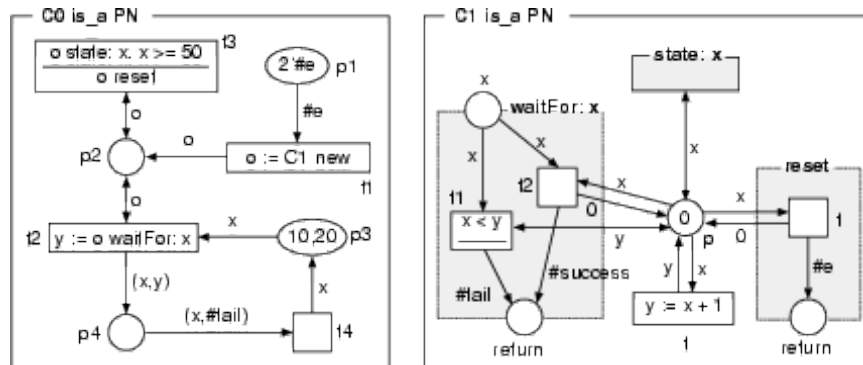 C0 is_a PN
t3
o state: x. x >= 50
o reset
2`#e
p1
#e
o
o
p2
o := C1 new
t1
o
t2
y := o waitFor: x
x
10,20
p3
(x,y)
x
p4
(x,#fail)
t4
C1 is_a PN
state: x
x
waitFor: x
x
x
x
reset
t2
x
x
t1
0
0
t
x < y
y
p
0
#success
y
x
#e
#fail
y := x + 1
return
t
return